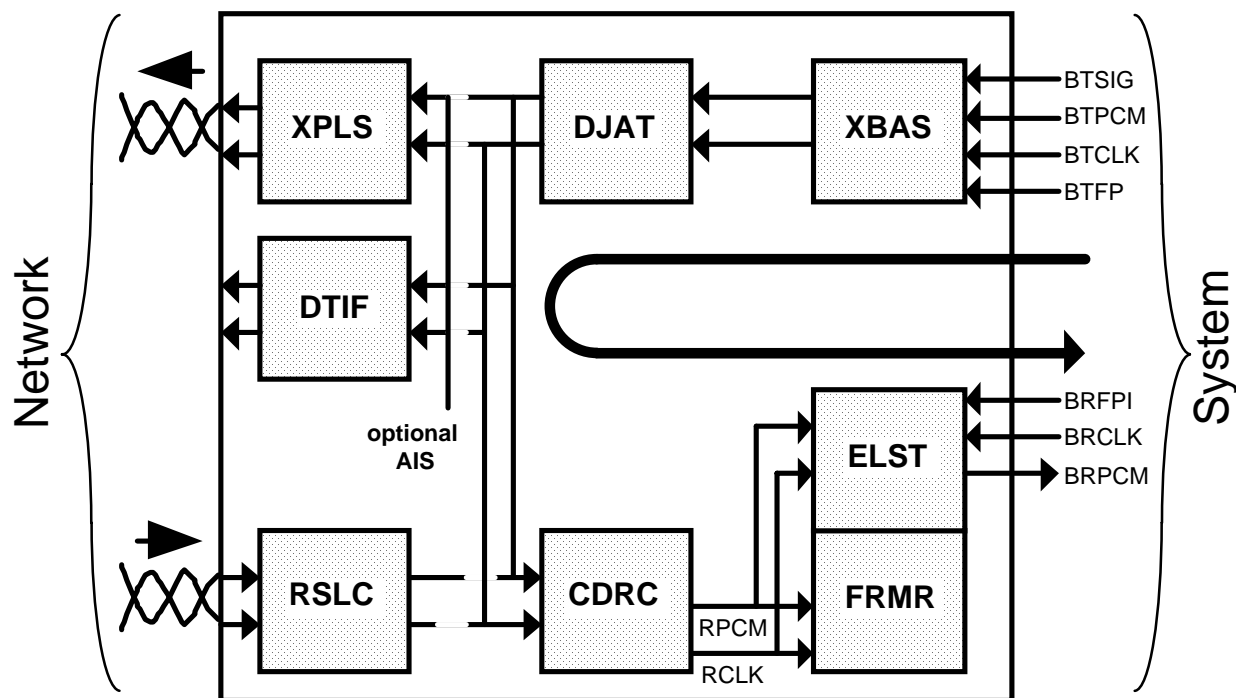 Network
XPLS
DJAT
XBAS
BTSIG
BTPCM
BTCLK
BTFP
DTIF
optional
AIS
ELST
BRFPI
BRCLK
BRPCM
RSLC
CDRC
RPCM
RCLK
FRMR
System